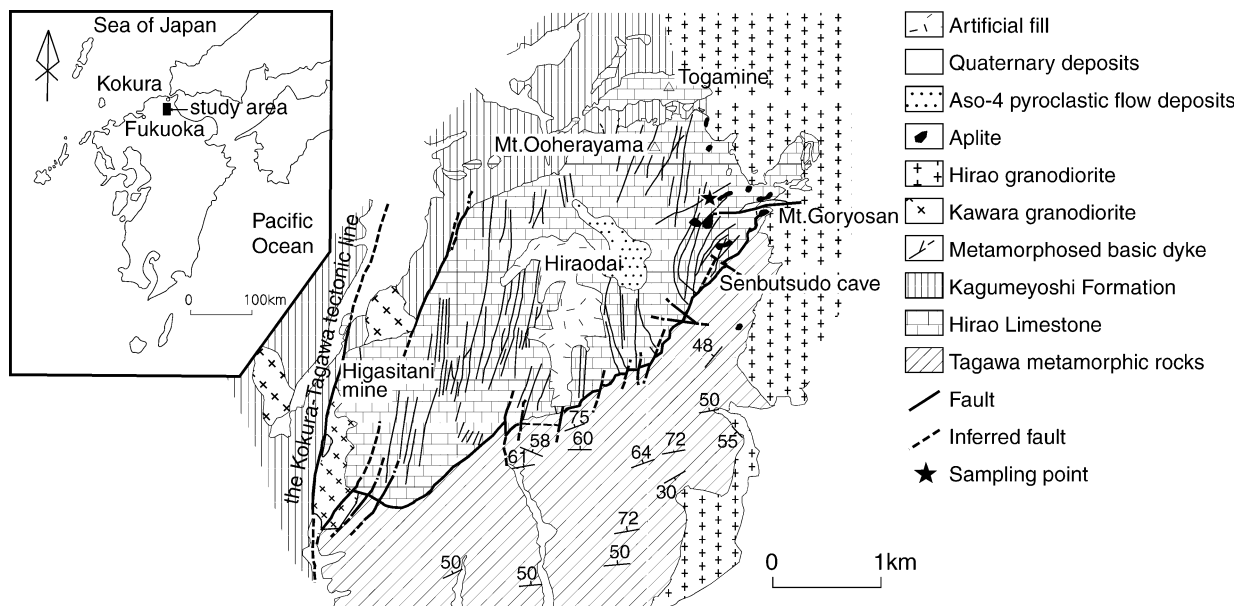 Sea of Japan
Kokura
study area
Fukuoka
Pacific
Ocean
0 100km
Togamine
Mt.Ooherayama
Mt.Goryosan
Hiraodai
Senbutsudo cave
the Kokura-Tagawa tectonic line
Higasitani
mine
48
50
75
58
60
61
64
72
55
30
72
50
50
50
0 1km
Artificial fill
Quaternary deposits
Aso-4 pyroclastic flow deposits
Aplite
Hirao granodiorite
Kawara granodiorite
Metamorphosed basic dyke
Kagumeyoshi Formation
Hirao Limestone
Tagawa metamorphic rocks
Fault
Inferred fault
Sampling point